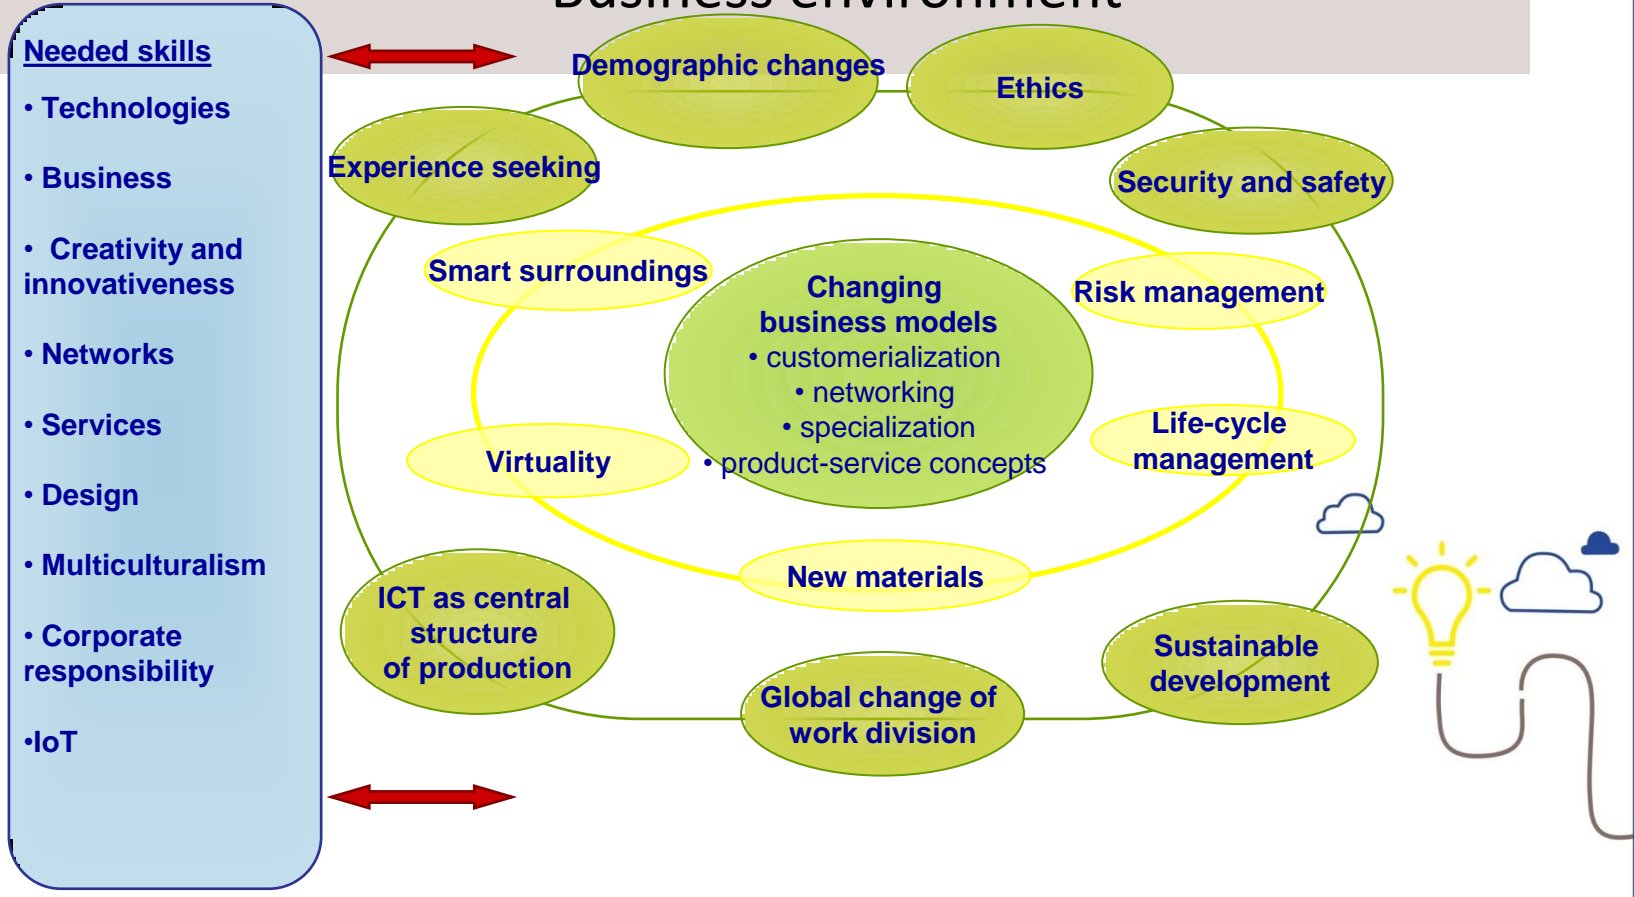 Business environment
Needed skills
• Technologies
• Business
• Creativity and
innovativeness
• Networks
• Services
• Design
• Multiculturalism
• Corporate
responsibility
•IoT
Demographic changes
Ethics
Experience seeking
Security and safety
Smart surroundings
Risk management
Changing
business models
• customerialization
• networking
• specialization
• product-service concepts
Virtuality
Life-cycle
management
New materials
ICT as central
structure
of production
Global change of
work division
Sustainable
development